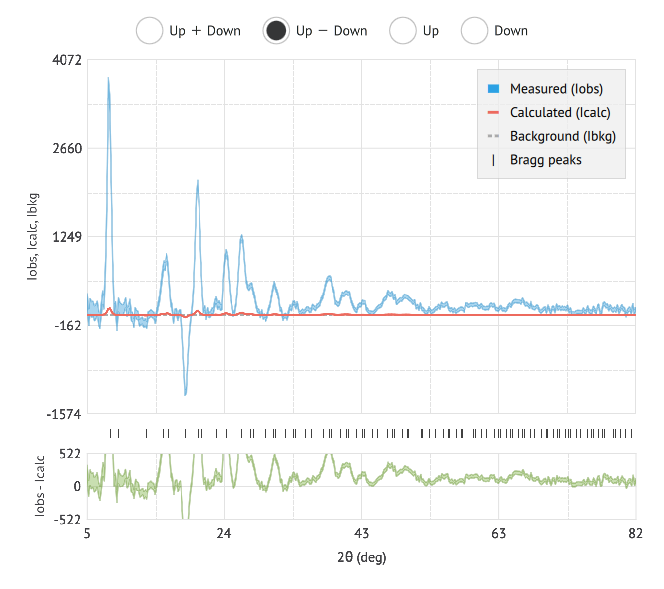 Up + Down Up − Down Up Down
4072
2660
1249
-162
-1574
Iobs, Icalc, Ibkg
Measured (Iobs)
Calculated (Icalc)
Background (Ibkg)
Bragg peaks
522
0
-522
Iobs - Icalc
5 24 43 63 82
2θ (deg)